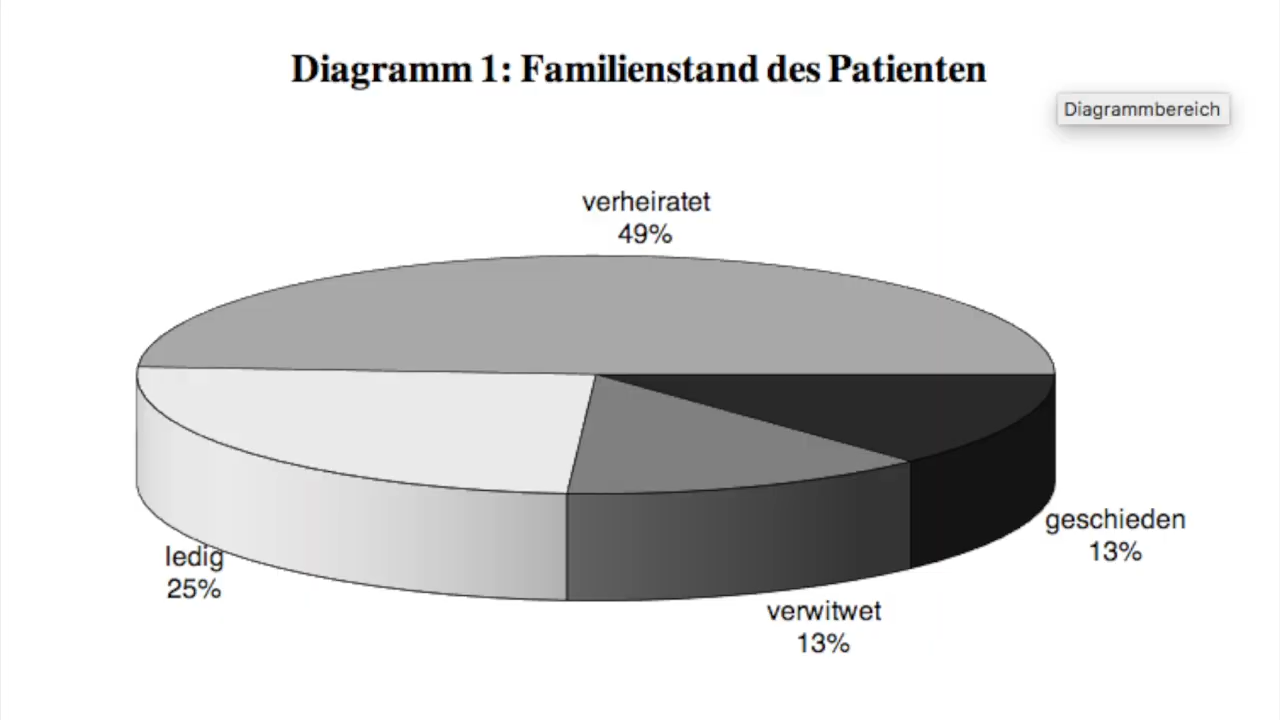 Diagramm 1: Familienstand des Patienten
Diagrammbereich
verheiratet
49%
geschieden
13%
ledig
25%
verwitwet
13%